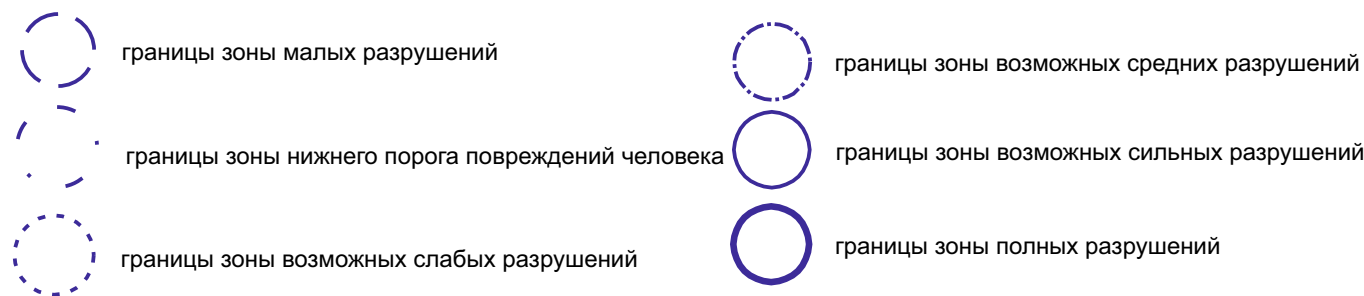 границы зоны малых разрушений
границы зоны нижнего порога повреждений человека
границы зоны возможных слабых разрушений
границы зоны возможных средних разрушений
границы зоны возможных сильных разрушений
границы зоны полных разрушений